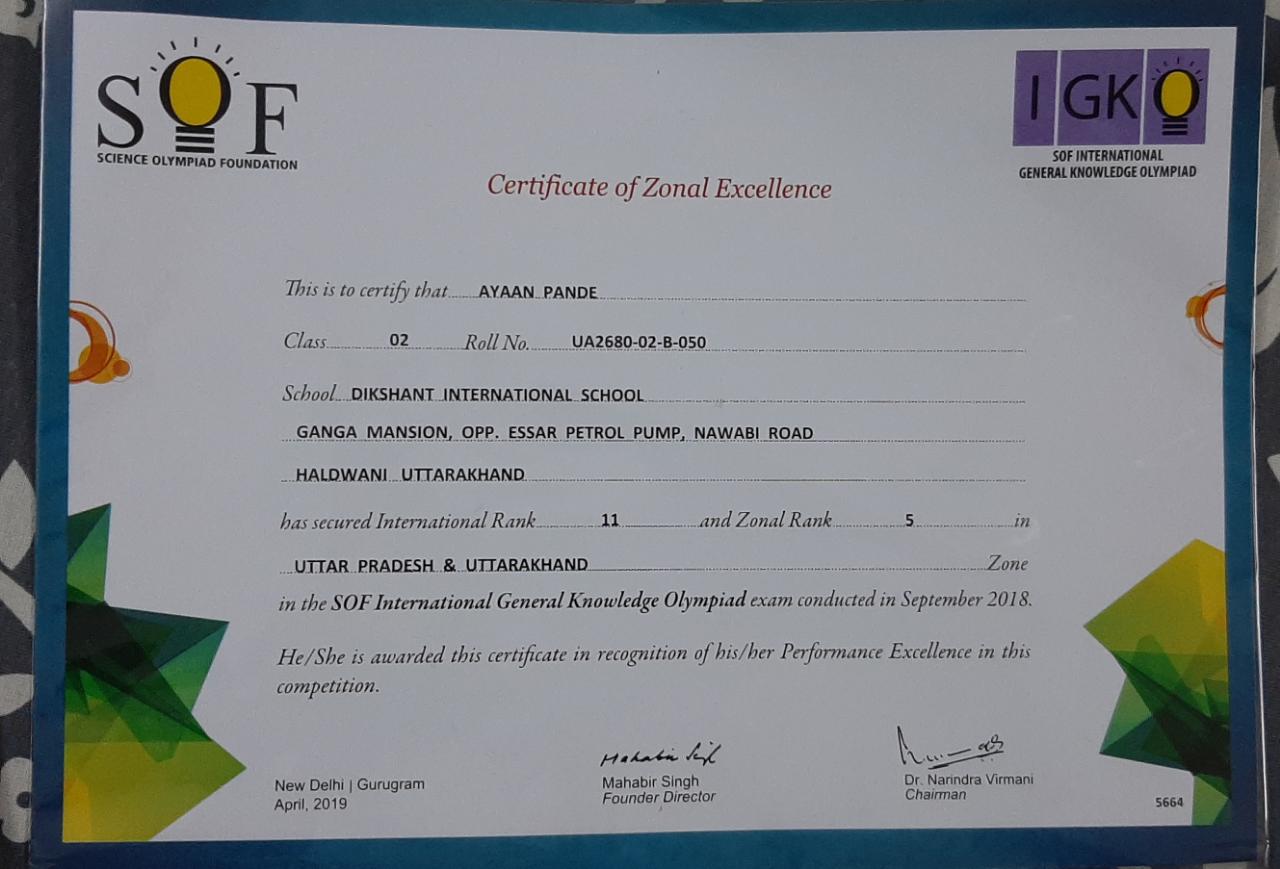 SOF
SCIENCE OLYMPIAD FOUNDATION
IGKO
SOF INTERNATIONAL
GENERAL KNOWLEDGE OLYMPIAD
Certificate of Zonal Excellence
This is to certify that AYAAN PANDE
Class 02 Roll No. UA2680-02-B-050
School DIKSHANT INTERNATIONAL SCHOOL
GANGA MANSION, OPP. ESSAR PETROL PUMP, NAWABI ROAD
HALDWANI UTTARAKHAND
has secured International Rank 11 and Zonal Rank 5 in
UTTAR PRADESH & UTTARAKHAND Zone
in the SOF International General Knowledge Olympiad exam conducted in September 2018.
He/She is awarded this certificate in recognition of his/her Performance Excellence in this
competition.
Mahabir Singh
New Delhi | Gurugram
April, 2019
Mahabir Singh
Founder Director
Dr. Narindra Virmani
Chairman
5664